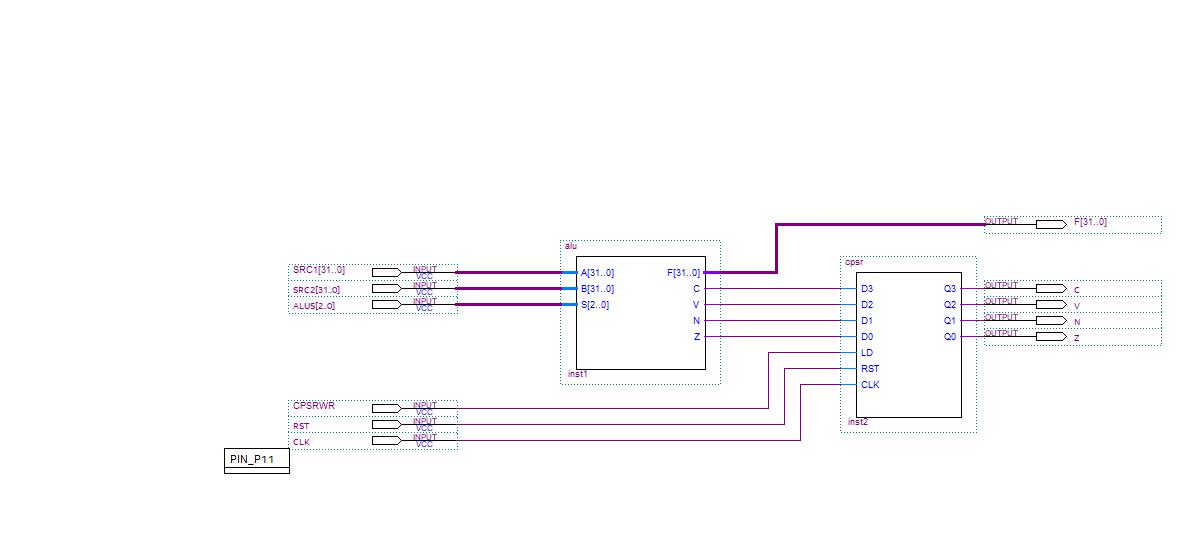 OUTPUT F[31..0]
alu
cpsr
SRC1[31..0] INPUT VCC
A[31..0] F[31..0]
SRC2[31..0] INPUT VCC
B[31..0] C D3 Q3 OUTPUT C
ALUS[2..0] INPUT VCC
S[2..0] V D2 Q2 OUTPUT V
N D1 Q1 OUTPUT N
Z D0 Q0 OUTPUT Z
LD
RST
inst1
CLK
CPSRWR INPUT VCC
inst2
RST INPUT VCC
CLK INPUT VCC
PIN_P11